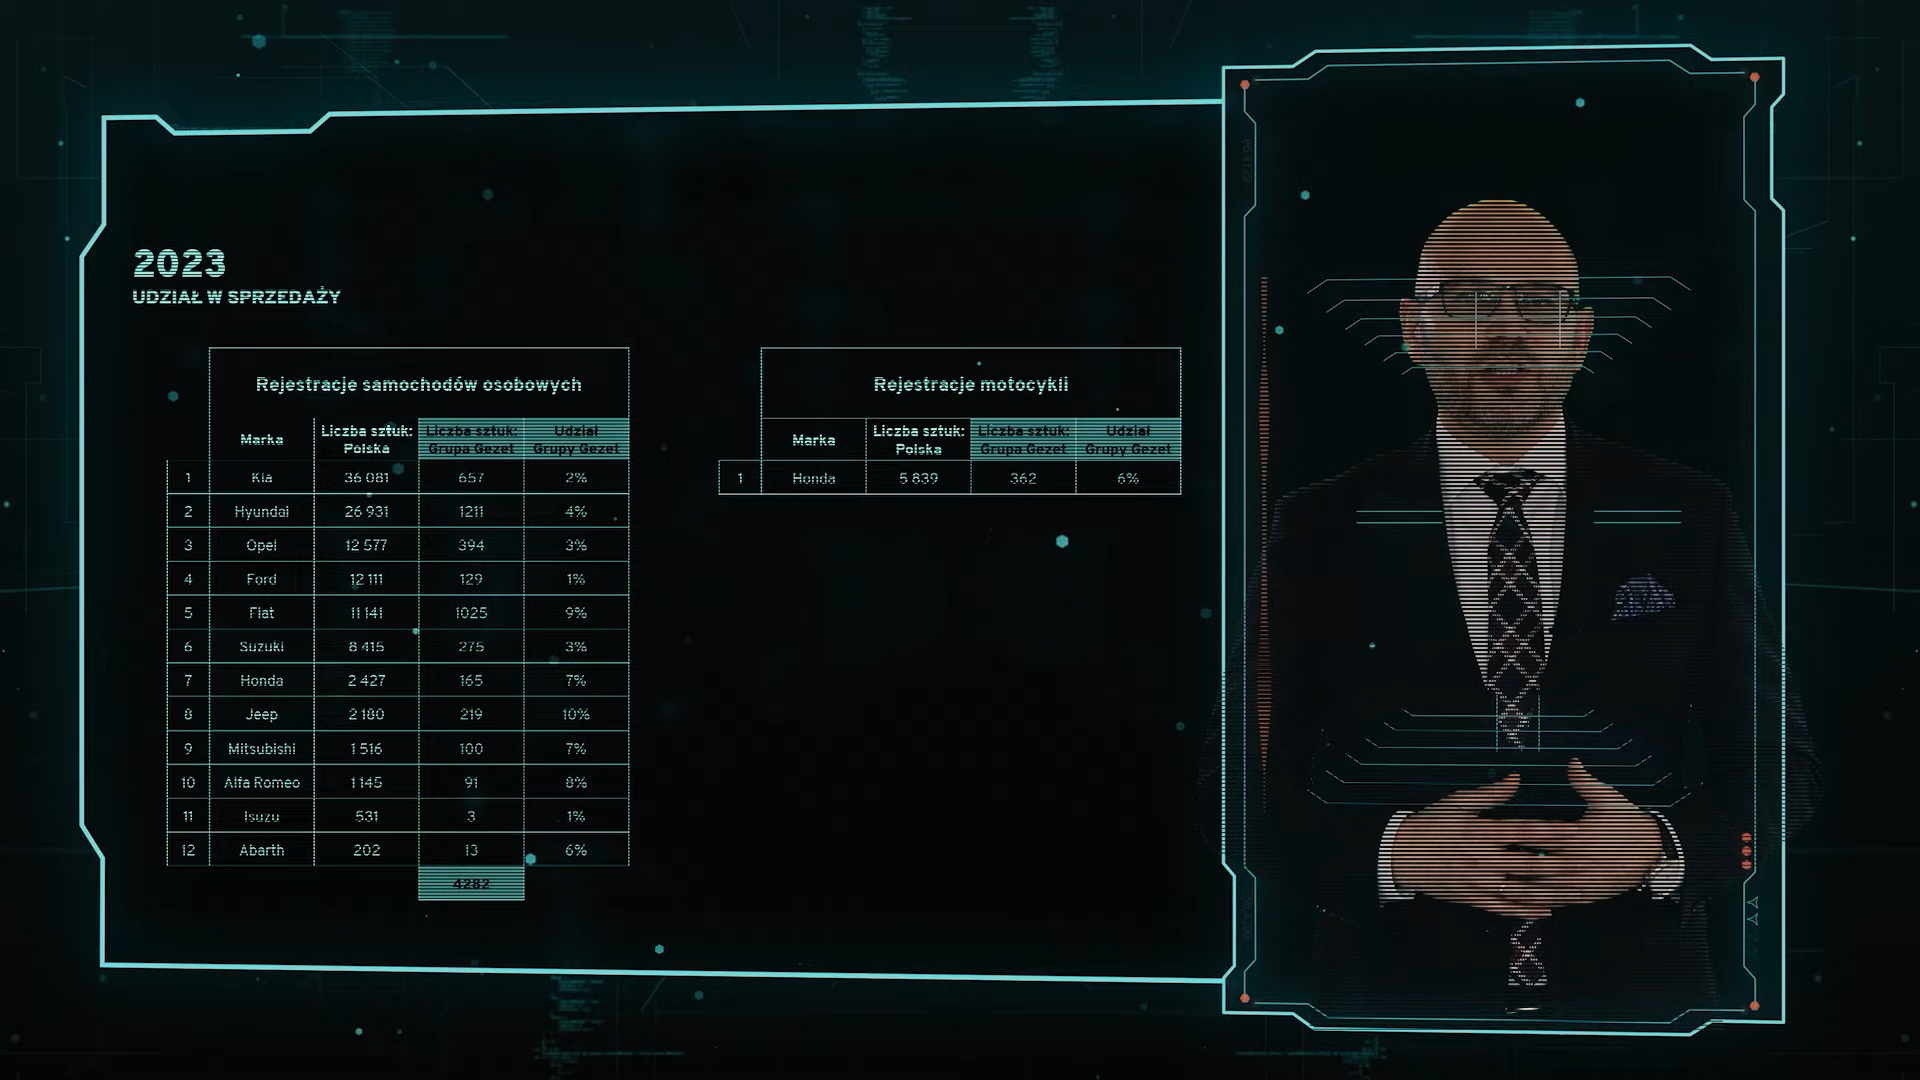 2023
UDZIAŁ W SPRZEDAŻY
Rejestracje samochodów osobowych
Marka Liczba sztuk: Polska Liczba sztuk: Grupa Gezet Udział Grupy Gezet
1 Kia 36 081 657 2%
2 Hyundai 26 931 1211 4%
3 Opel 12 577 394 3%
4 Ford 12 111 129 1%
5 Fiat 11 141 1025 9%
6 Suzuki 8 415 275 3%
7 Honda 2 427 165 7%
8 Jeep 2 180 219 10%
9 Mitsubishi 1 516 100 7%
10 Alfa Romeo 1 145 91 8%
11 Isuzu 531 3 1%
12 Abarth 202 13 6%
4282
Rejestracje motocykli
Marka Liczba sztuk: Polska Liczba sztuk: Grupa Gezet Udział Grupy Gezet
1 Honda 5 839 362 6%